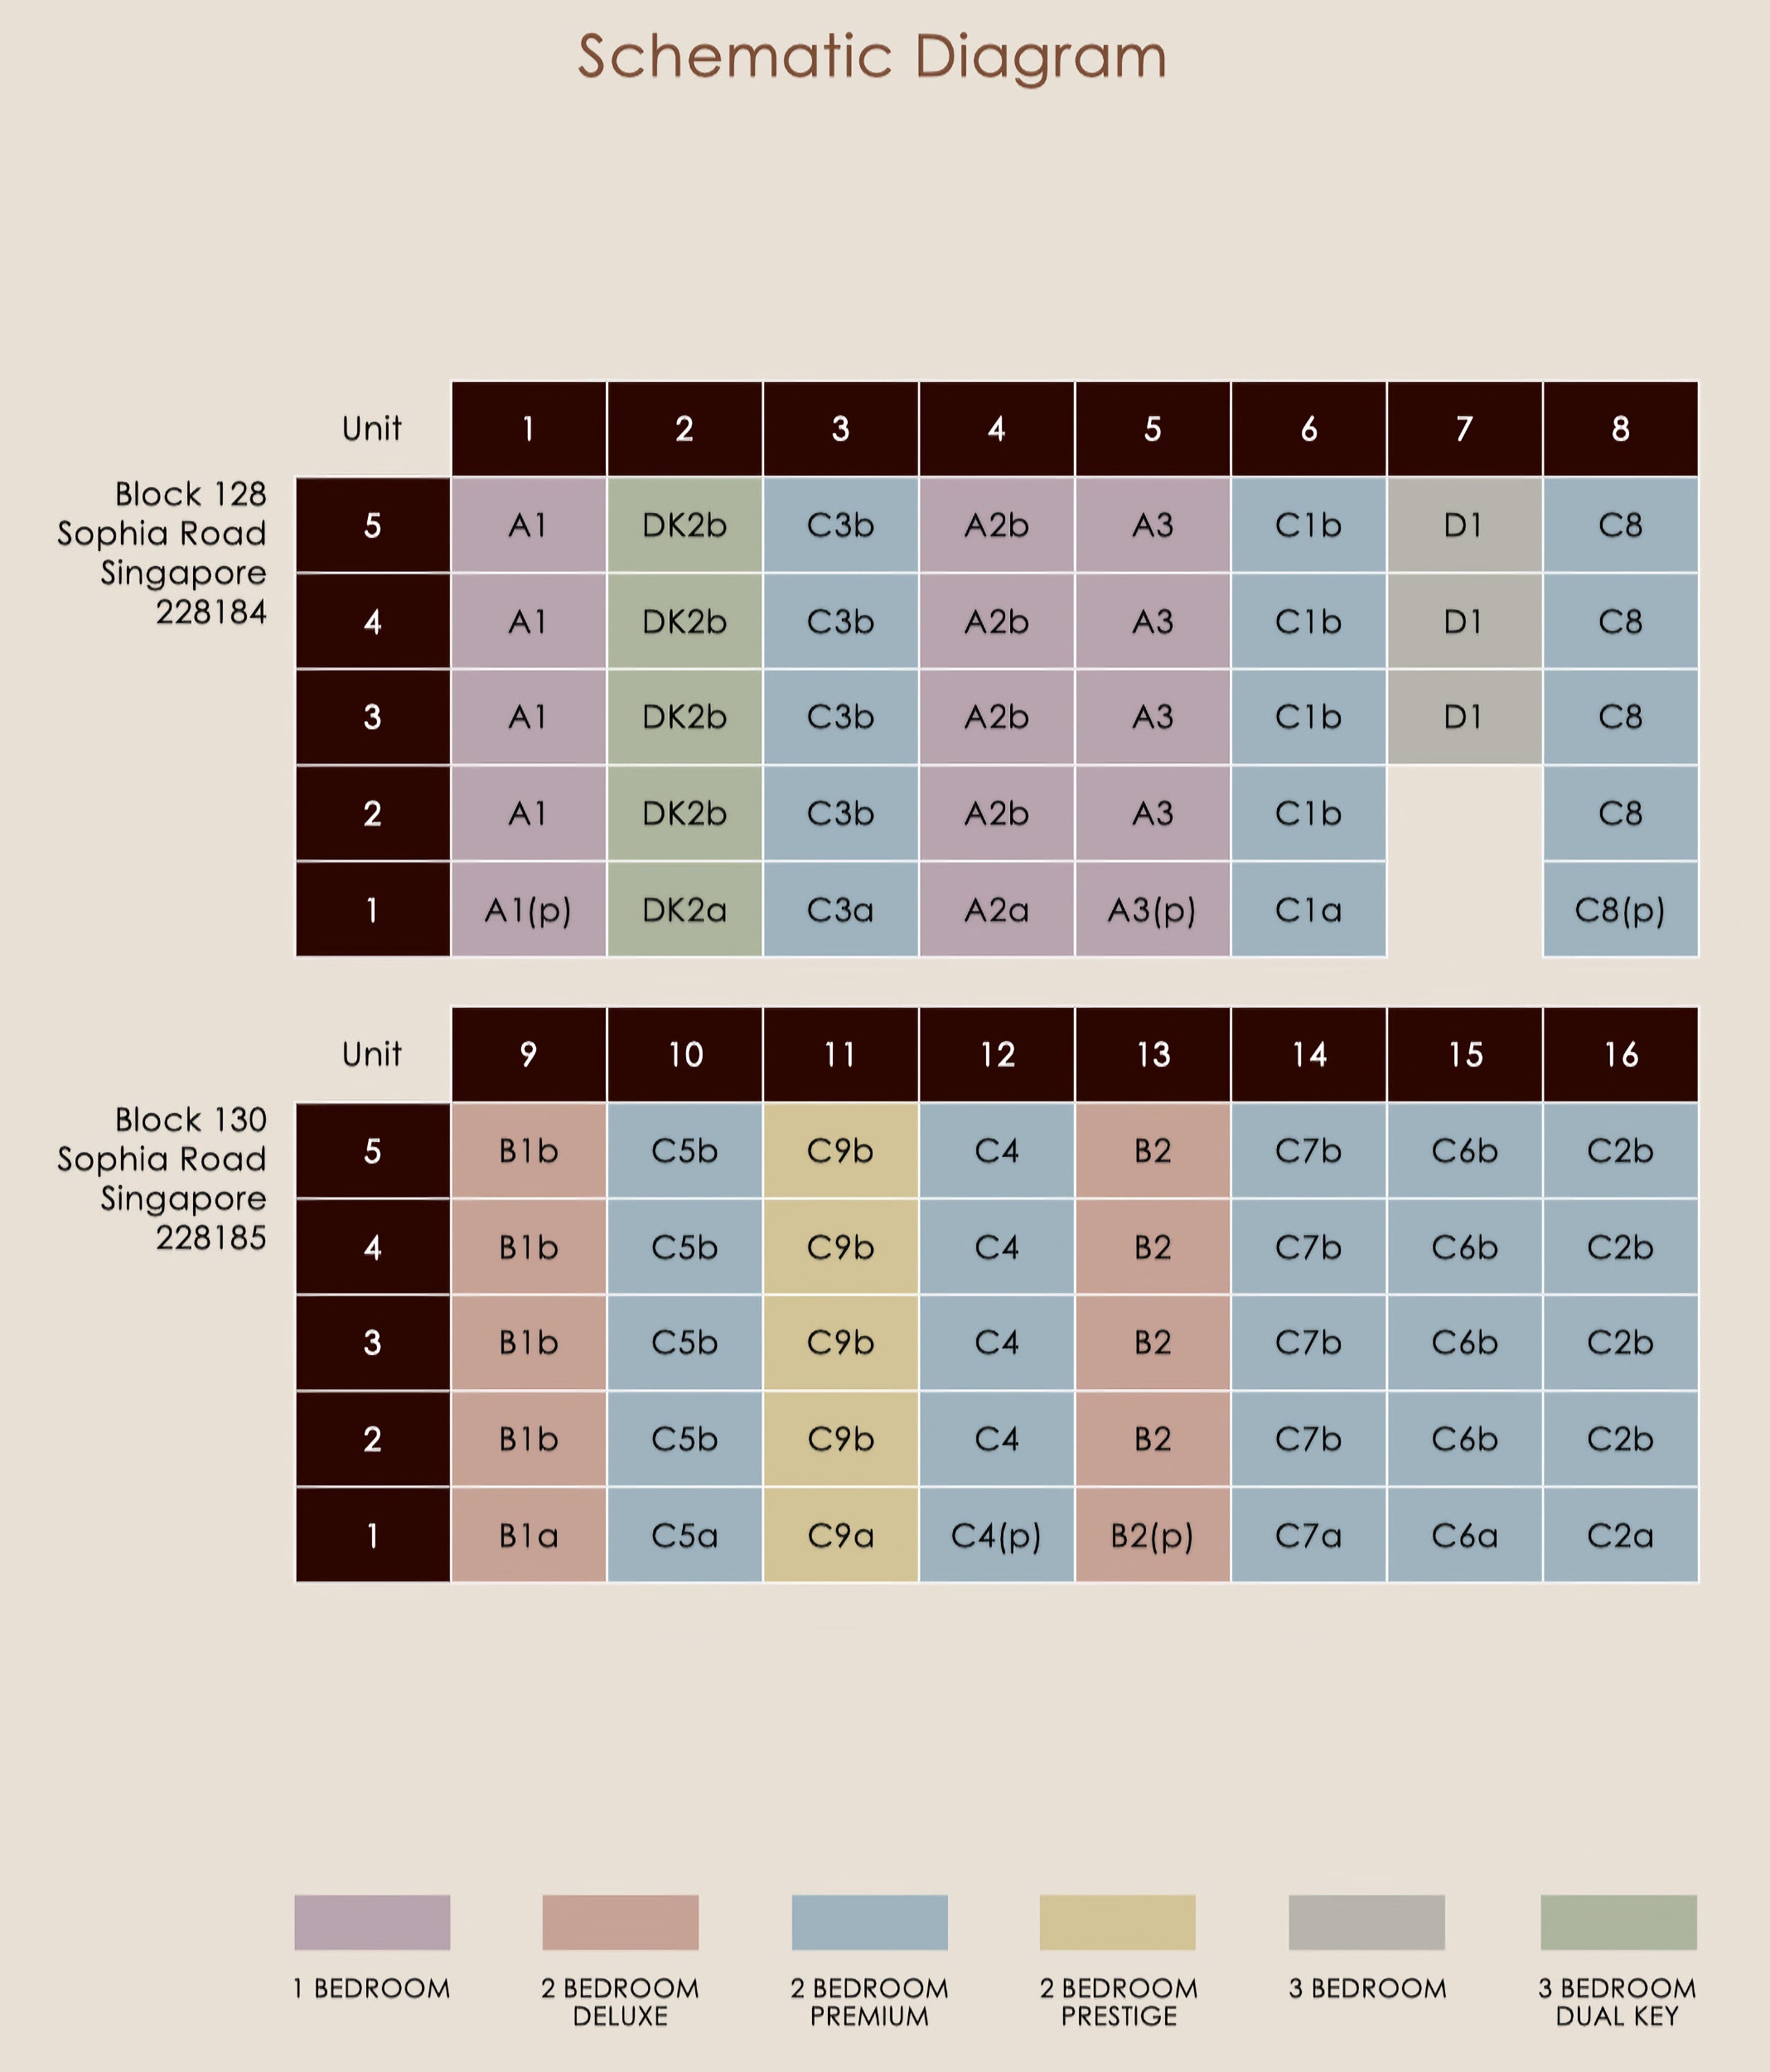 Schematic Diagram
Unit 1 2 3 4 5 6 7 8
Block 128
Sophia Road
Singapore
228184
5 A1 DK2b C3b A2b A3 C1b D1 C8
4 A1 DK2b C3b A2b A3 C1b D1 C8
3 A1 DK2b C3b A2b A3 C1b D1 C8
2 A1 DK2b C3b A2b A3 C1b C8
1 A1(p) DK2a C3a A2a A3(p) C1a C8(p)
Unit 9 10 11 12 13 14 15 16
Block 130
Sophia Road
Singapore
228185
5 B1b C5b C9b C4 B2 C7b C6b C2b
4 B1b C5b C9b C4 B2 C7b C6b C2b
3 B1b C5b C9b C4 B2 C7b C6b C2b
2 B1b C5b C9b C4 B2 C7b C6b C2b
1 B1a C5a C9a C4(p) B2(p) C7a C6a C2a
1 BEDROOM
2 BEDROOM
DELUXE
2 BEDROOM
PREMIUM
2 BEDROOM
PRESTIGE
3 BEDROOM
3 BEDROOM
DUAL KEY